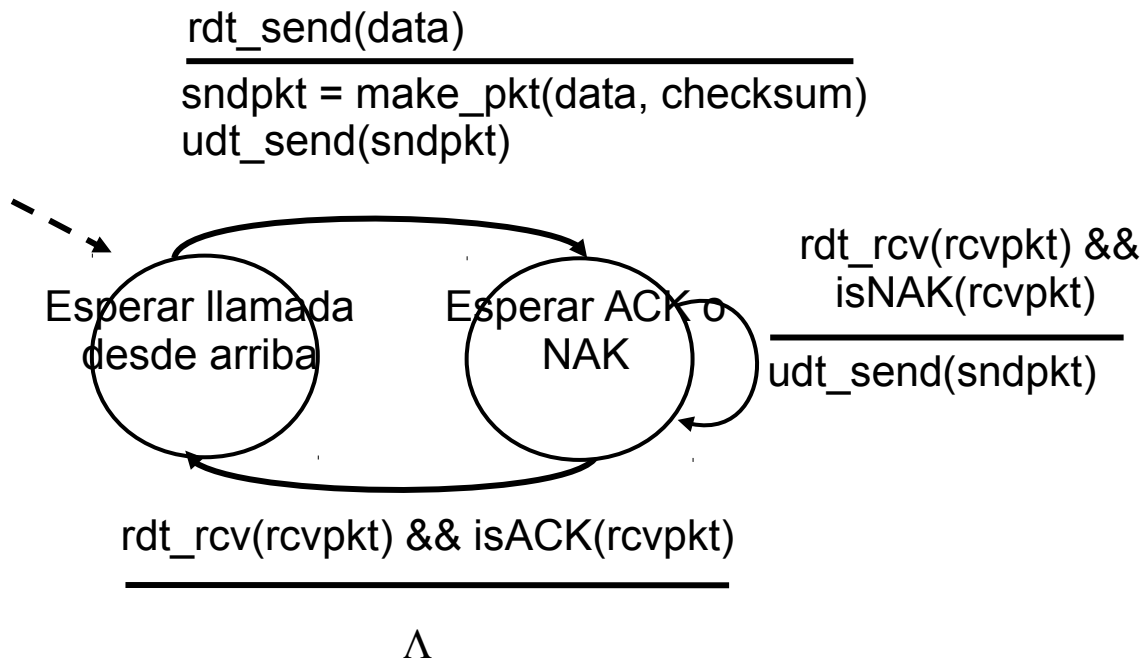 rdt_send(data)
sndpkt = make_pkt(data, checksum)
udt_send(sndpkt)
Esperar llamada
desde arriba
Esperar ACK o
NAK
rdt_rcv(rcvpkt) &&
isNAK(rcvpkt)
udt_send(sndpkt)
rdt_rcv(rcvpkt) && isACK(rcvpkt)
Λ